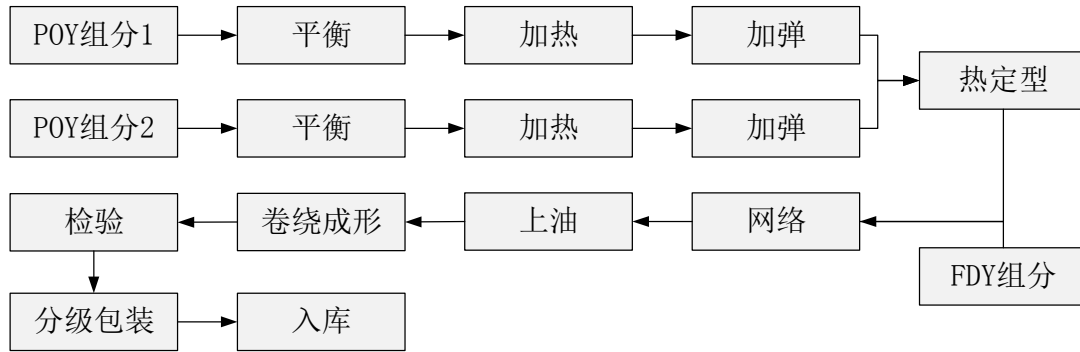 POY组分1
平衡
加热
加弹
热定型
POY组分2
平衡
加热
加弹
检验
卷绕成形
上油
网络
FDY组分
分级包装
入库